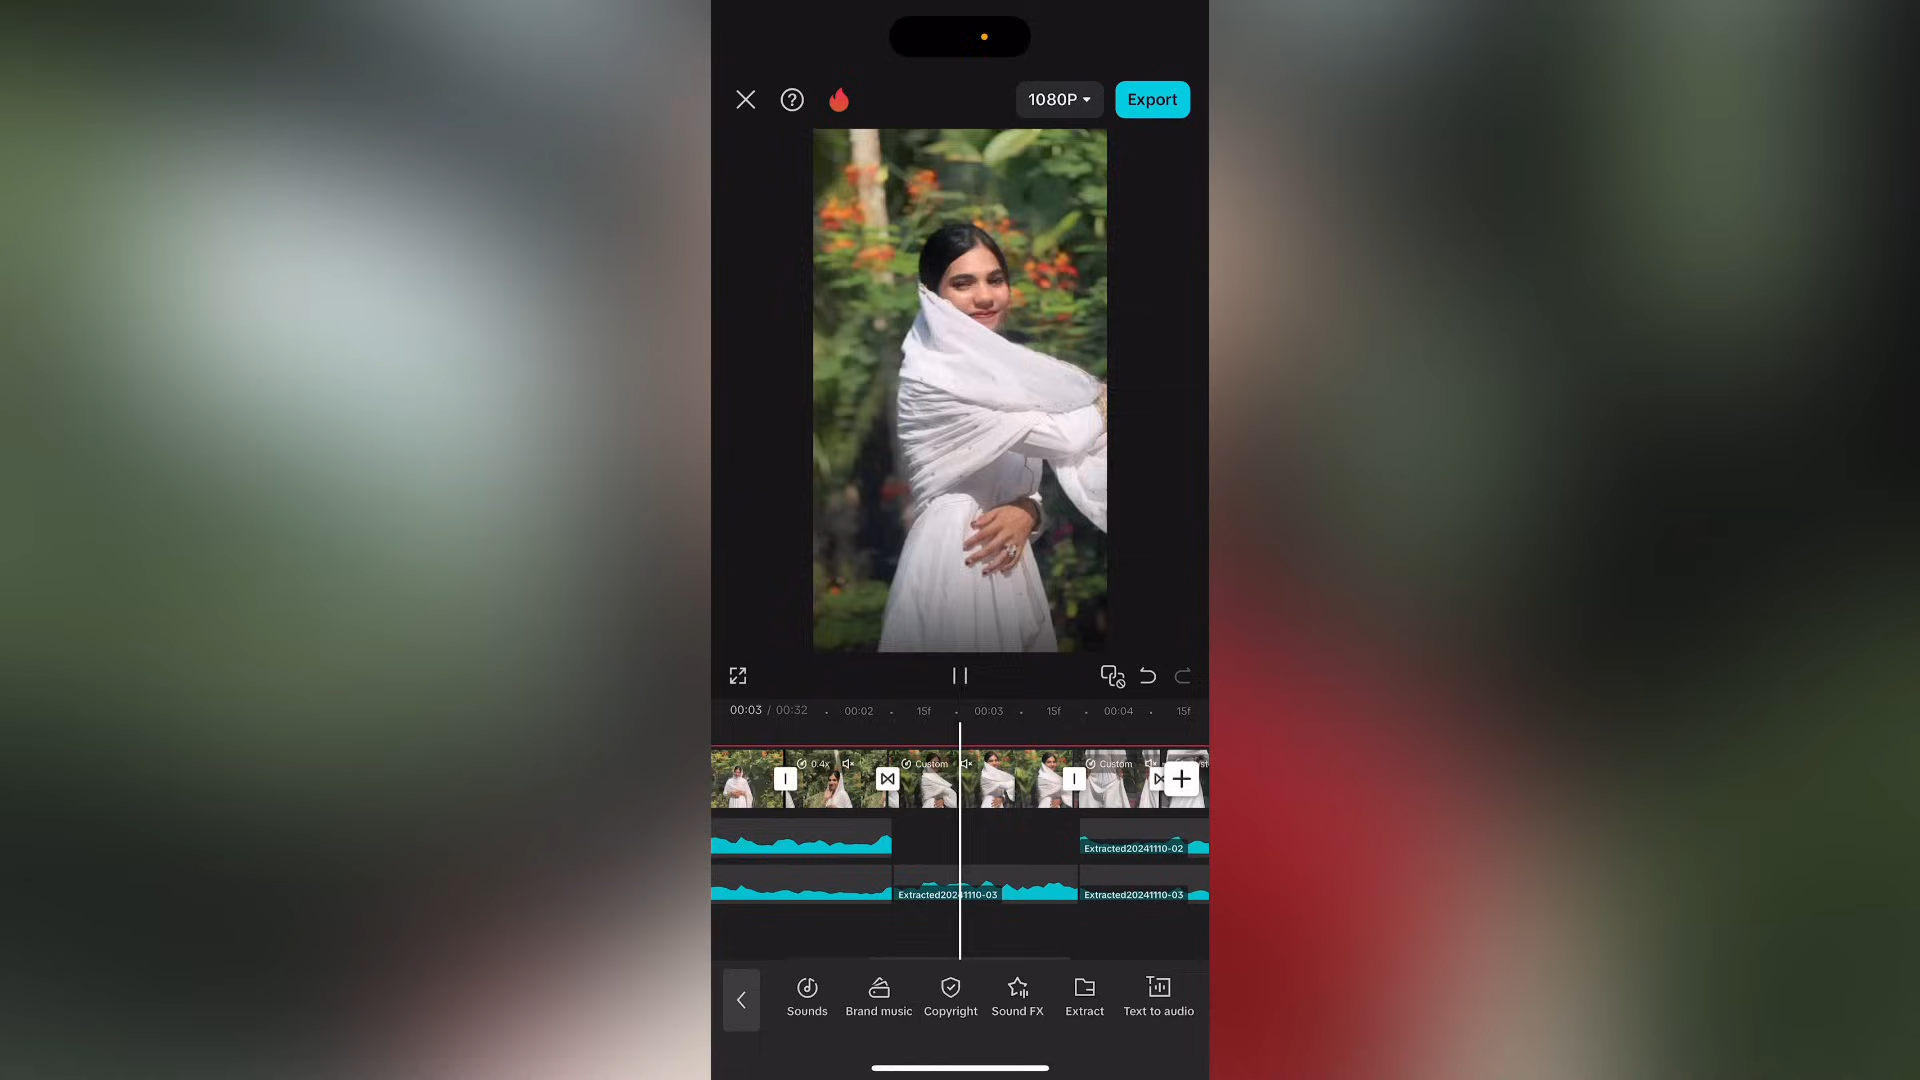 1080P
Export
00:03 / 00:32
00:02
15f
00:03
15f
00:04
15f
0.4x
Custom
Custom
Extracted20241110-02
Extracted20241110-03
Extracted20241110-03
Sounds
Brand music
Copyright
Sound FX
Extract
Text to audio